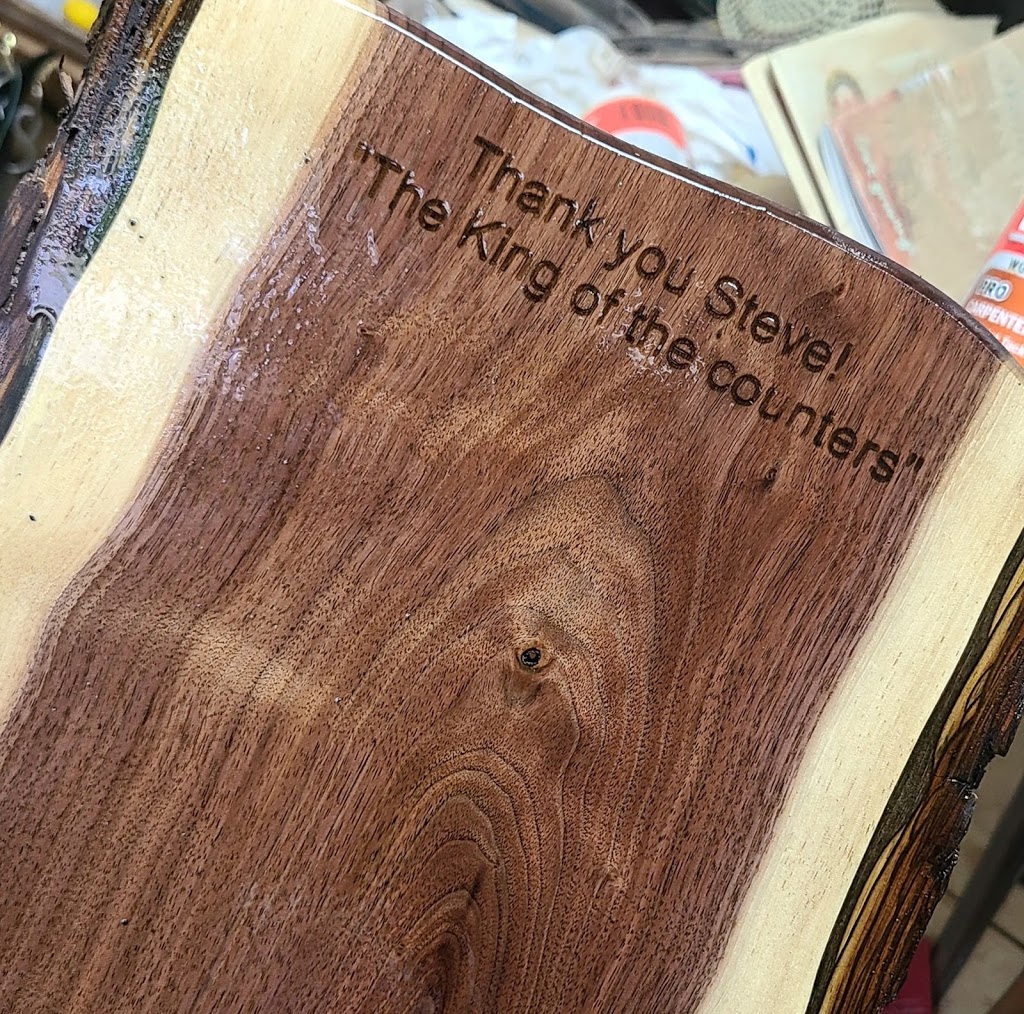 Thank you Steve!
"The King of the counters"